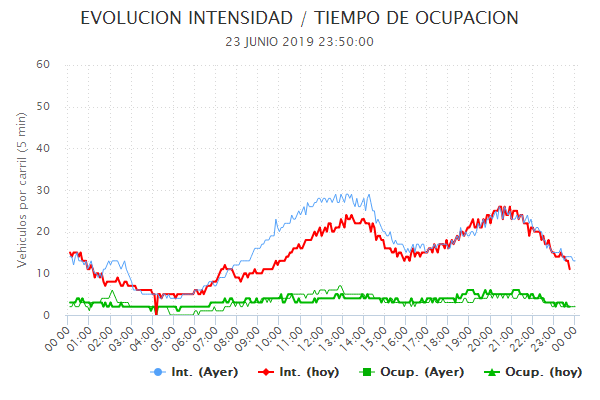 EVOLUCION INTENSIDAD / TIEMPO DE OCUPACION
23 JUNIO 2019 23:50:00
Vehiculos por carril (5 min)
60
50
40
30
20
10
0
00:00 01:00 02:00 03:00 04:00 05:00 06:00 07:00 08:00 09:00 10:00 11:00 12:00 13:00 14:00 15:00 16:00 17:00 18:00 19:00 20:00 21:00 22:00 23:00 00:00
Int. (Ayer) Int. (hoy) Ocup. (Ayer) Ocup. (hoy)